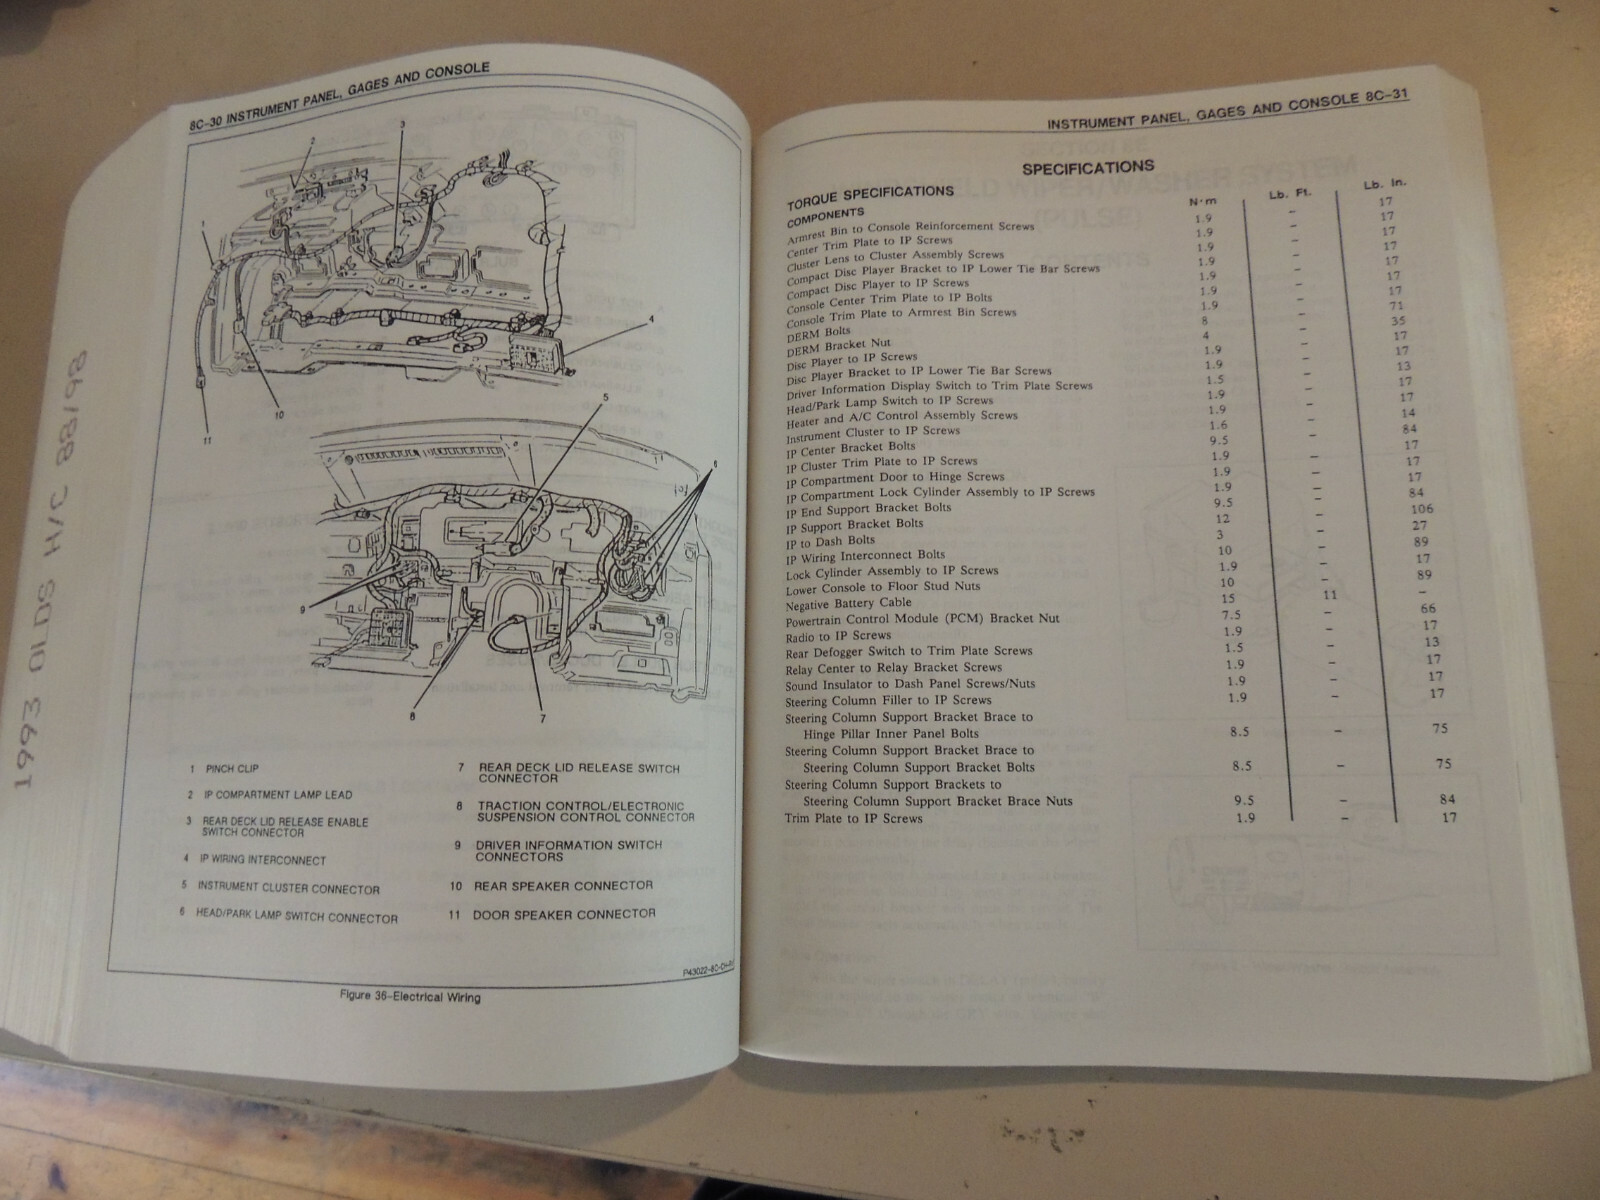 1993 OLDS H/C 88/98
8C-30 INSTRUMENT PANEL, GAGES AND CONSOLE
2
3
1
4
10
11
5
6
9
8
7
1 PINCH CLIP
2 IP COMPARTMENT LAMP LEAD
3 REAR DECK LID RELEASE ENABLE
SWITCH CONNECTOR
4 IP WIRING INTERCONNECT
5 INSTRUMENT CLUSTER CONNECTOR
6 HEAD/PARK LAMP SWITCH CONNECTOR
7 REAR DECK LID RELEASE SWITCH
CONNECTOR
8 TRACTION CONTROL/ELECTRONIC
SUSPENSION CONTROL CONNECTOR
9 DRIVER INFORMATION SWITCH
CONNECTORS
10 REAR SPEAKER CONNECTOR
11 DOOR SPEAKER CONNECTOR
Figure 36-Electrical Wiring
INSTRUMENT PANEL, GAGES AND CONSOLE 8C-31
SPECIFICATIONS
TORQUE SPECIFICATIONS
COMPONENTS N·m Lb. Ft. Lb. In.
Armrest Bin to Console Reinforcement Screws 1.9 – 17
Center Trim Plate to IP Screws 1.9 – 17
Cluster Lens to Cluster Assembly Screws 1.9 – 17
Compact Disc Player Bracket to IP Lower Tie Bar Screws 1.9 – 17
Compact Disc Player to IP Screws 1.9 – 17
Console Center Trim Plate to IP Bolts 1.9 – 17
Console Trim Plate to Armrest Bin Screws 1.9 – 17
DERM Bolts 8 – 71
DERM Bracket Nut 4 – 35
Disc Player to IP Screws 1.9 – 17
Disc Player Bracket to IP Lower Tie Bar Screws 1.9 – 17
Driver Information Display Switch to Trim Plate Screws 1.5 – 13
Head/Park Lamp Switch to IP Screws 1.9 – 17
Heater and A/C Control Assembly Screws 1.9 – 17
Instrument Cluster to IP Screws 1.6 – 14
IP Center Bracket Bolts 9.5 – 84
IP Cluster Trim Plate to IP Screws 1.9 – 17
IP Compartment Door to Hinge Screws 1.9 – 17
IP Compartment Lock Cylinder Assembly to IP Screws 1.9 – 17
IP End Support Bracket Bolts 9.5 – 84
IP Support Bracket Bolts 12 – 106
IP to Dash Bolts 3 – 27
IP Wiring Interconnect Bolts 10 – 89
Lock Cylinder Assembly to IP Screws 1.9 – 17
Lower Console to Floor Stud Nuts 10 – 89
Negative Battery Cable 15 11 –
Powertrain Control Module (PCM) Bracket Nut 7.5 – 66
Radio to IP Screws 1.9 – 17
Rear Defogger Switch to Trim Plate Screws 1.5 – 13
Relay Center to Relay Bracket Screws 1.9 – 17
Sound Insulator to Dash Panel Screws/Nuts 1.9 – 17
Steering Column Filler to IP Screws 1.9 – 17
Steering Column Support Bracket Brace to
Hinge Pillar Inner Panel Bolts 8.5 – 75
Steering Column Support Bracket Brace to
Steering Column Support Bracket Bolts 8.5 – 75
Steering Column Support Brackets to
Steering Column Support Bracket Brace Nuts 9.5 – 84
Trim Plate to IP Screws 1.9 – 17